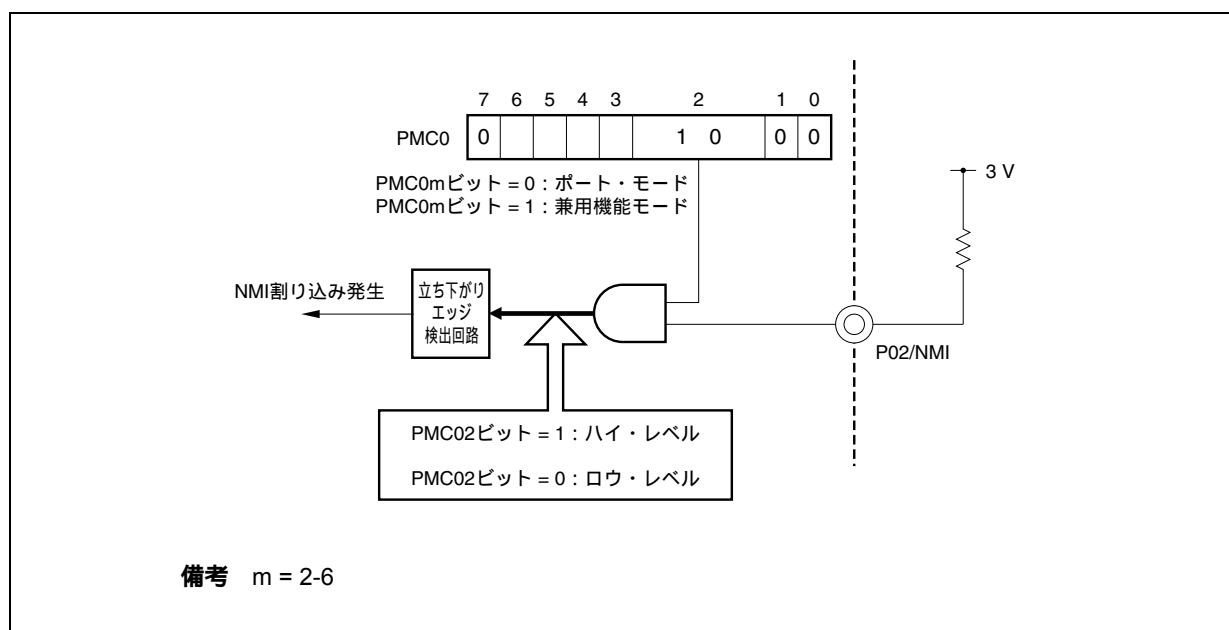 7 6 5 4 3 2 1 0
PMC0 0 1 0 0 0
PMC0mビット = 0：ポート・モード
PMC0mビット = 1：兼用機能モード
3 V
NMI割り込み発生
立ち下がり
エッジ
検出回路
P02/NMI
PMC02ビット = 1：ハイ・レベル
PMC02ビット = 0：ロウ・レベル
備考 m = 2-6